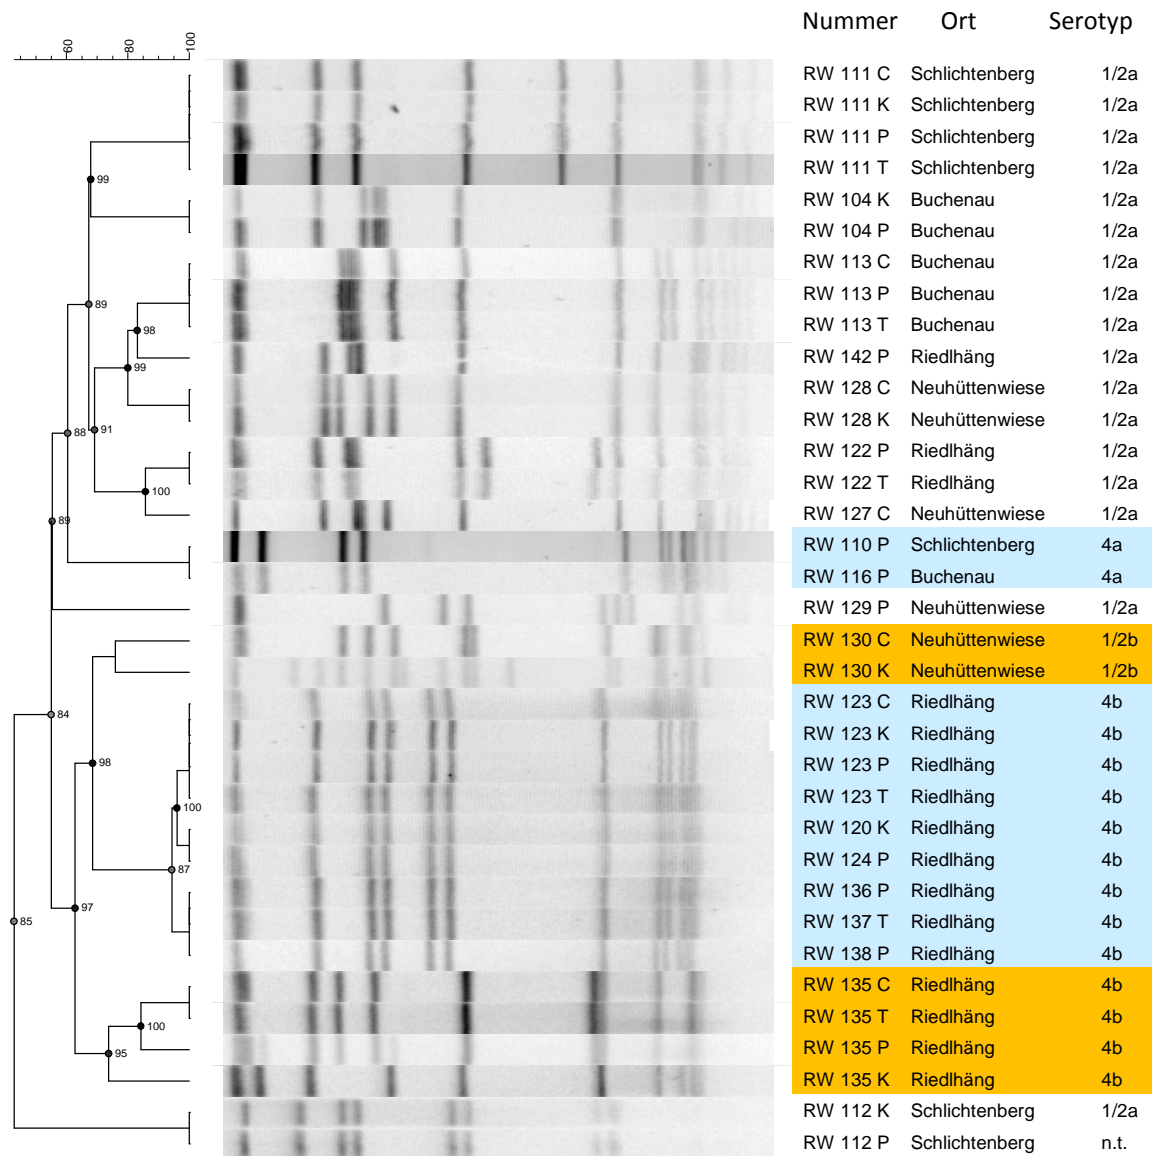 Nummer Ort Serotyp
60 80 100
RW 111 C Schlichtenberg 1/2a
RW 111 K Schlichtenberg 1/2a
RW 111 P Schlichtenberg 1/2a
RW 111 T Schlichtenberg 1/2a
99
RW 104 K Buchenau 1/2a
RW 104 P Buchenau 1/2a
RW 113 C Buchenau 1/2a
RW 113 P Buchenau 1/2a
89
RW 113 T Buchenau 1/2a
98
RW 142 P Riedlhäng 1/2a
99
RW 128 C Neuhüttenwiese 1/2a
RW 128 K Neuhüttenwiese 1/2a
88 91
RW 122 P Riedlhäng 1/2a
RW 122 T Riedlhäng 1/2a
100
RW 127 C Neuhüttenwiese 1/2a
89
RW 110 P Schlichtenberg 4a
RW 116 P Buchenau 4a
RW 129 P Neuhüttenwiese 1/2a
RW 130 C Neuhüttenwiese 1/2b
RW 130 K Neuhüttenwiese 1/2b
RW 123 C Riedlhäng 4b
84
RW 123 K Riedlhäng 4b
RW 123 P Riedlhäng 4b
98
RW 123 T Riedlhäng 4b
100
RW 120 K Riedlhäng 4b
RW 124 P Riedlhäng 4b
87
RW 136 P Riedlhäng 4b
97
RW 137 T Riedlhäng 4b
85
RW 138 P Riedlhäng 4b
RW 135 C Riedlhäng 4b
RW 135 T Riedlhäng 4b
100
RW 135 P Riedlhäng 4b
95
RW 135 K Riedlhäng 4b
RW 112 K Schlichtenberg 1/2a
RW 112 P Schlichtenberg n.t.